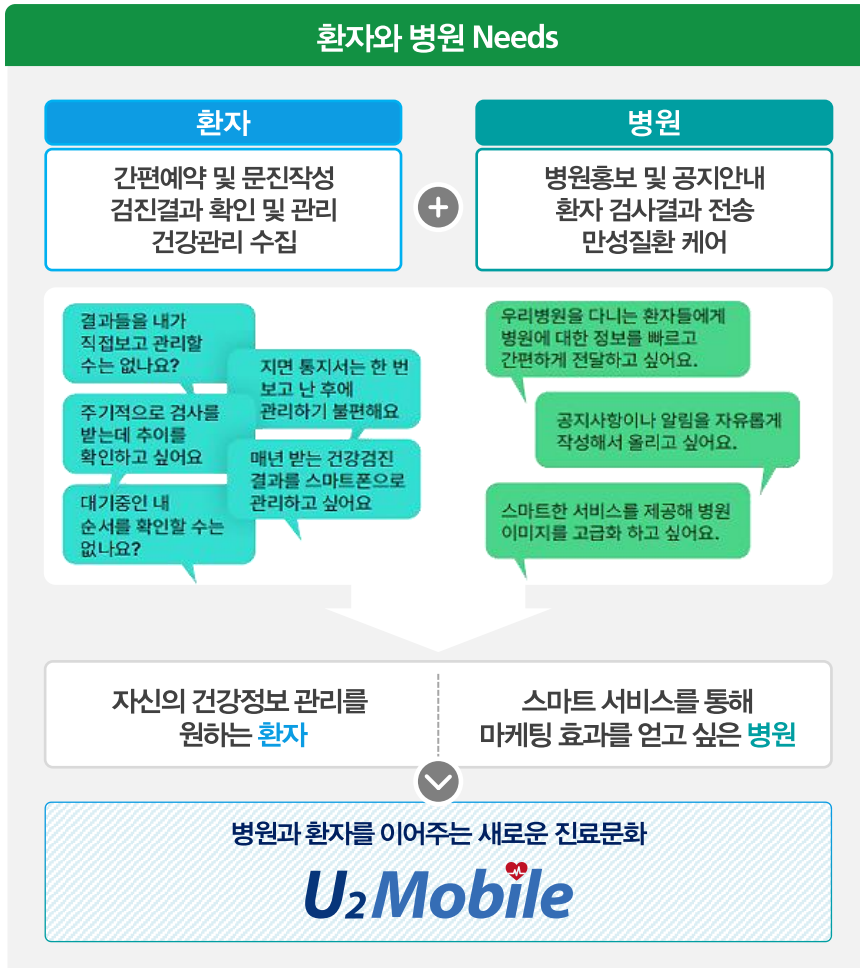 환자와 병원 Needs
환자
간편예약 및 문진작성
검진결과 확인 및 관리
건강관리 수집
+
병원
병원홍보 및 공지안내
환자 검사결과 전송
만성질환 케어
결과들을 내가
직접보고 관리할
수는 없나요?
지면 통지서는 한 번
보고 난 후에
관리하기 불편해요
주기적으로 검사를
받는데 추이를
확인하고 싶어요
매년 받는 건강검진
결과를 스마트폰으로
관리하고 싶어요
대기중인 내
순서를 확인할 수는
없나요?
우리병원을 다니는 환자들에게
병원에 대한 정보를 빠르고
간편하게 전달하고 싶어요.
공지사항이나 알림을 자유롭게
작성해서 올리고 싶어요.
스마트한 서비스를 제공해 병원
이미지를 고급화 하고 싶어요.
자신의 건강정보 관리를
원하는 환자
스마트 서비스를 통해
마케팅 효과를 얻고 싶은 병원
병원과 환자를 이어주는 새로운 진료문화
U2Mobile